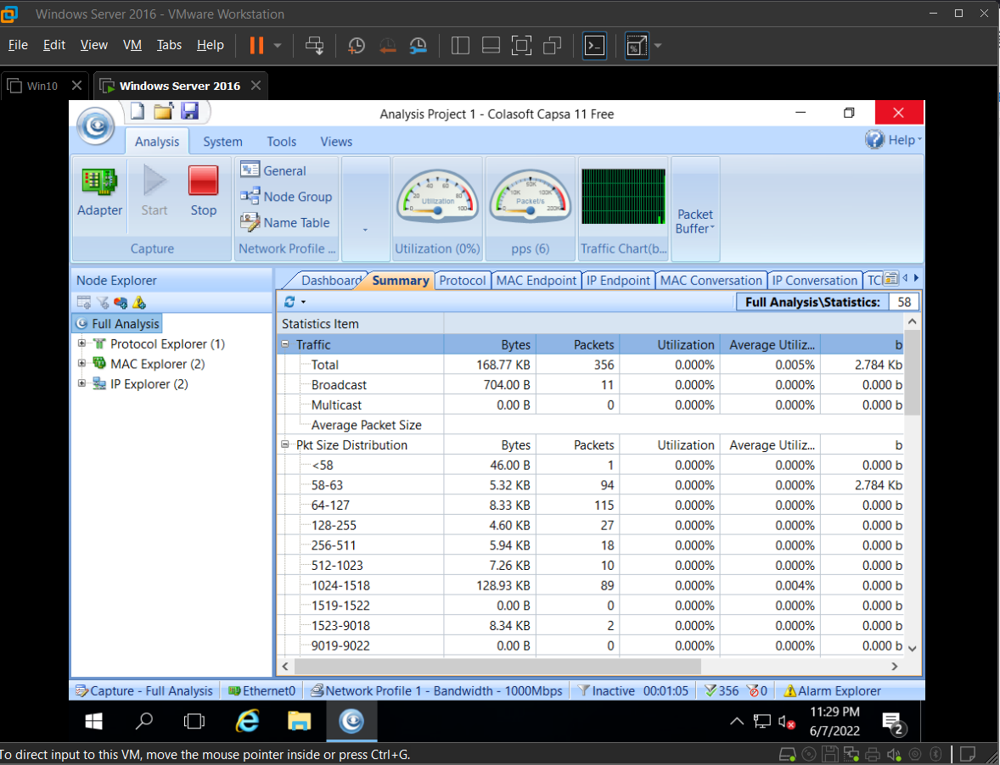 Windows Server 2016 - VMware Workstation
File Edit View VM Tabs Help
Win10 Windows Server 2016
Analysis Project 1 - Colasoft Capsa 11 Free
Analysis System Tools Views Help
Adapter Start Stop
Capture
General
Node Group
Name Table
Network Profile ...
20 40 60 80
Utilization
0 100
Utilization (0%)
10K 50K 100K
Packet/s
0 200K
pps (6)
Traffic Chart(b...
Packet
Buffer
Node Explorer
Full Analysis
Protocol Explorer (1)
MAC Explorer (2)
IP Explorer (2)
Dashboard Summary Protocol MAC Endpoint IP Endpoint MAC Conversation IP Conversation TC
Full Analysis\Statistics: 58
Statistics Item
Traffic Bytes Packets Utilization Average Utiliz... b
Total 168.77 KB 356 0.000% 0.005% 2.784 Kb
Broadcast 704.00 B 11 0.000% 0.000% 0.000 b
Multicast 0.00 B 0 0.000% 0.000% 0.000 b
Average Packet Size
Pkt Size Distribution Bytes Packets Utilization Average Utiliz... b
<58 46.00 B 1 0.000% 0.000% 0.000 b
58-63 5.32 KB 94 0.000% 0.000% 2.784 Kb
64-127 8.33 KB 115 0.000% 0.000% 0.000 b
128-255 4.60 KB 27 0.000% 0.000% 0.000 b
256-511 5.94 KB 18 0.000% 0.000% 0.000 b
512-1023 7.26 KB 10 0.000% 0.000% 0.000 b
1024-1518 128.93 KB 89 0.000% 0.004% 0.000 b
1519-1522 0.00 B 0 0.000% 0.000% 0.000 b
1523-9018 8.34 KB 2 0.000% 0.000% 0.000 b
9019-9022 0.00 B 0 0.000% 0.000% 0.000 b
Capture - Full Analysis Ethernet0 Network Profile 1 - Bandwidth - 1000Mbps Inactive 00:01:05 356 0 Alarm Explorer
11:29 PM
6/7/2022
2
To direct input to this VM, move the mouse pointer inside or press Ctrl+G.